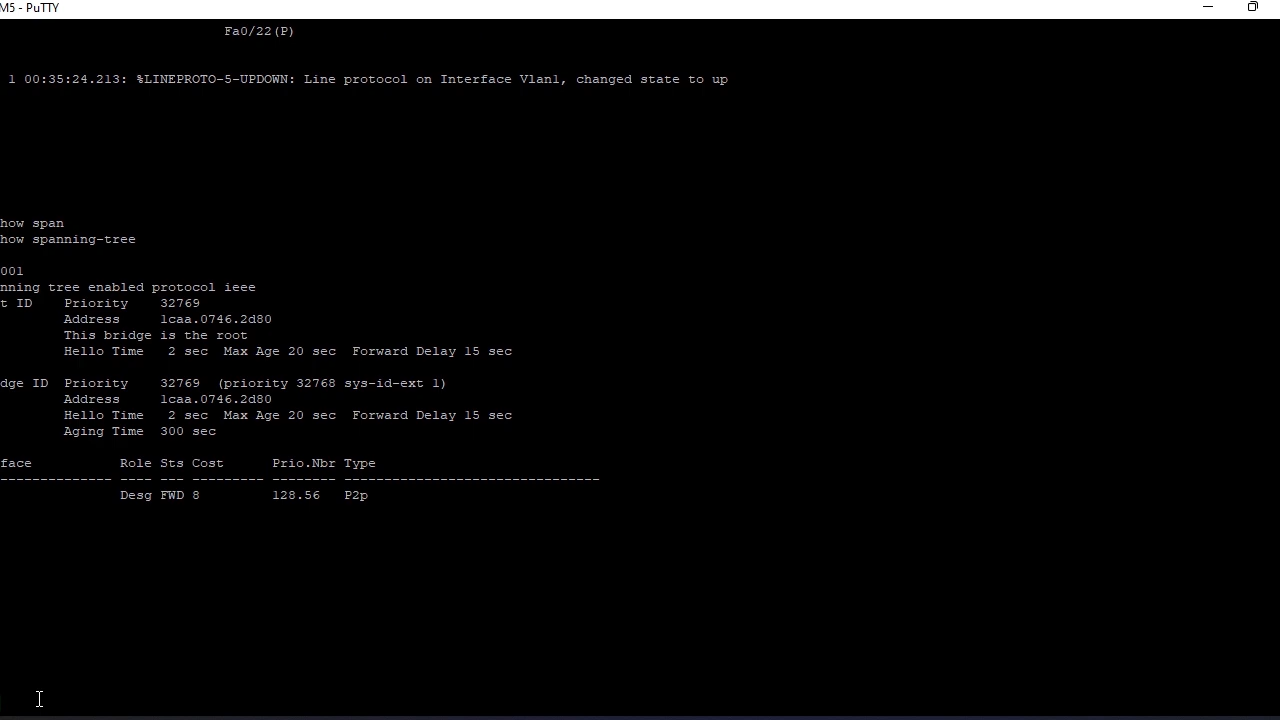 M5 - PuTTY
Fa0/22(P)
1 00:35:24.213: %LINEPROTO-5-UPDOWN: Line protocol on Interface Vlan1, changed state to up
how span
how spanning-tree
001
nning tree enabled protocol ieee
t ID    Priority    32769
Address     1caa.0746.2d80
This bridge is the root
Hello Time   2 sec  Max Age 20 sec  Forward Delay 15 sec
dge ID  Priority    32769  (priority 32768 sys-id-ext 1)
Address     1caa.0746.2d80
Hello Time   2 sec  Max Age 20 sec  Forward Delay 15 sec
Aging Time  300 sec
face           Role Sts Cost      Prio.Nbr Type
-------------- ---- --- --------- -------- --------------------------------
Desg FWD 8         128.56   P2p